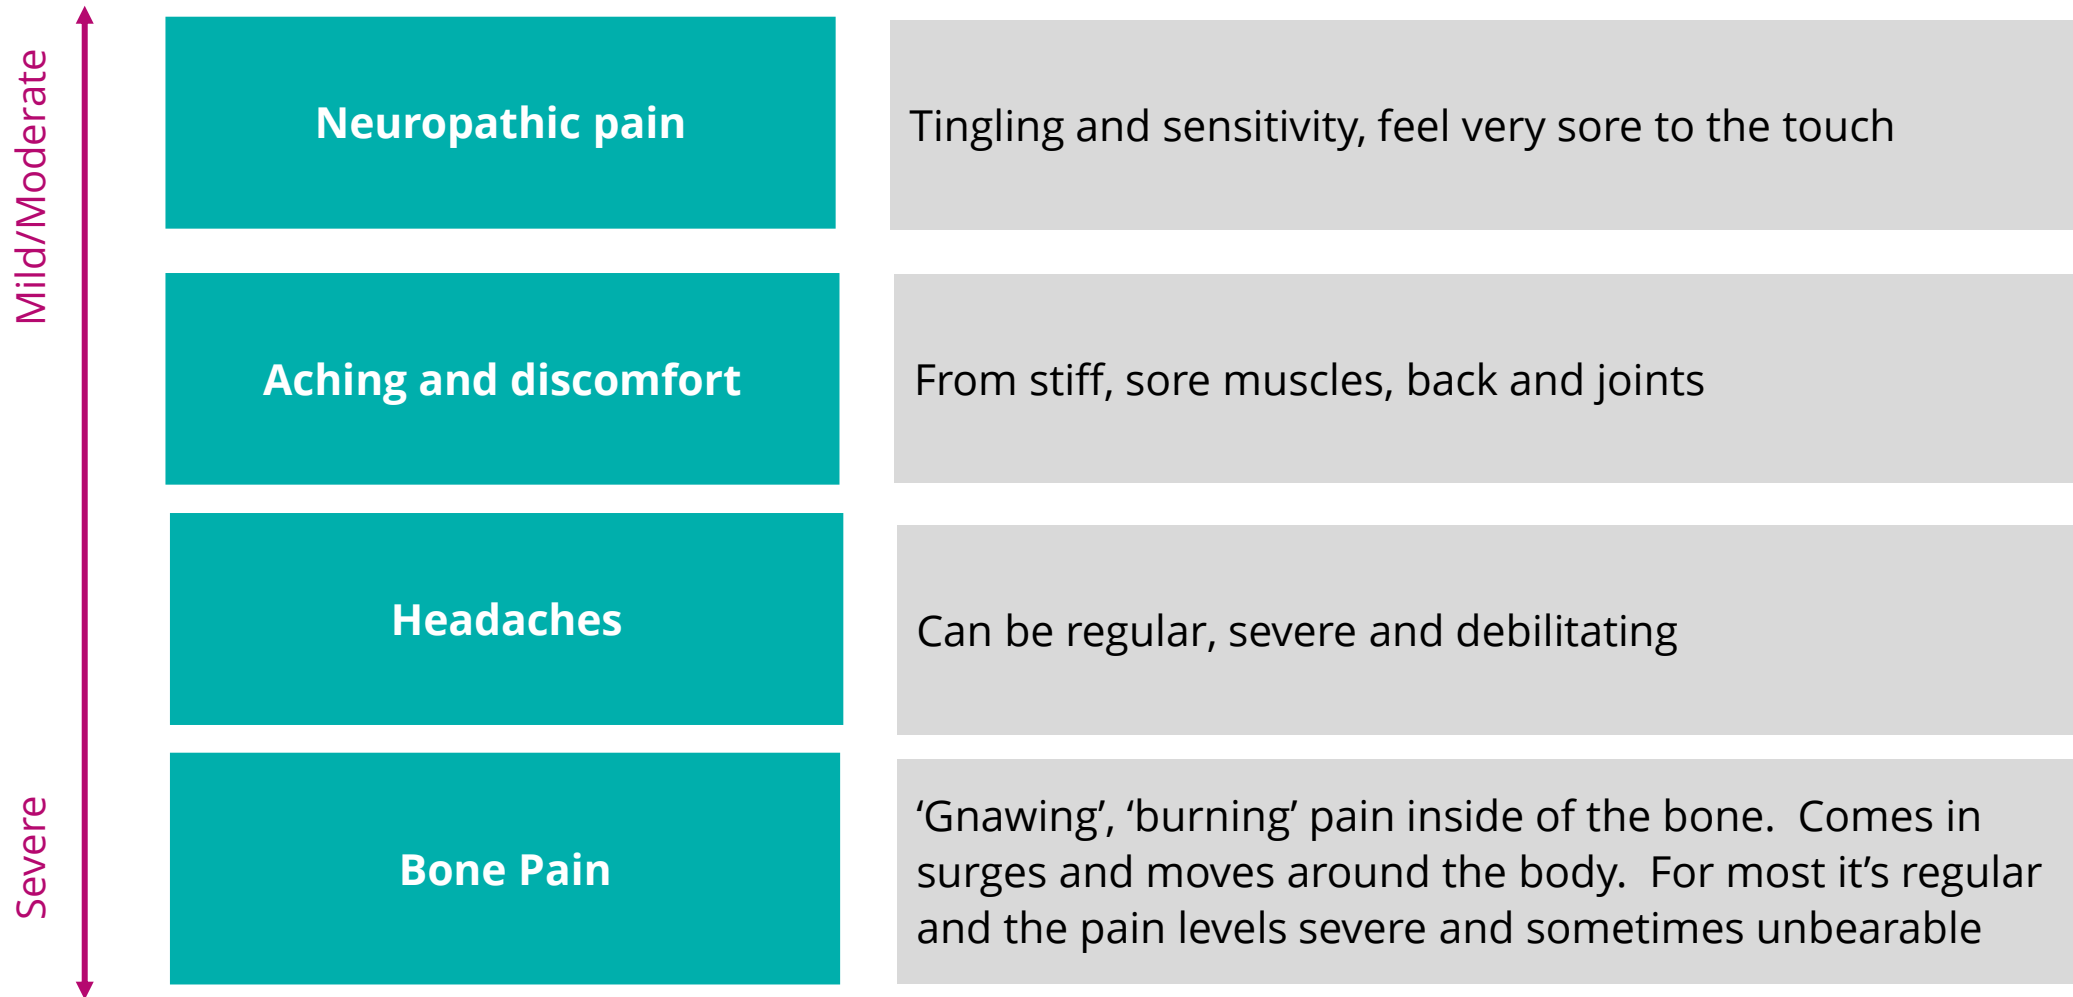 Mild/Moderate
Neuropathic pain
Tingling and sensitivity, feel very sore to the touch
Aching and discomfort
From stiff, sore muscles, back and joints
Headaches
Can be regular, severe and debilitating
Severe
Bone Pain
‘Gnawing’, ‘burning’ pain inside of the bone.  Comes in
surges and moves around the body.  For most it’s regular
and the pain levels severe and sometimes unbearable